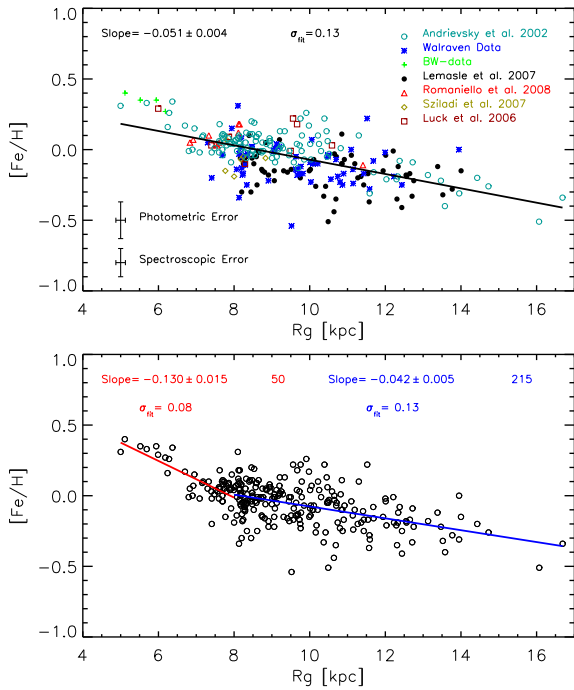 Slope= −0.051 ± 0.004 σfit=0.13
Andrievsky et al. 2002
Walraven Data
BW−data
Lemasle et al. 2007
Romaniello et al. 2008
Sziladi et al. 2007
Luck et al. 2006
1.0
0.5
0.0
−0.5
−1.0
[Fe/H]
Photometric Error
Spectroscopic Error
4 6 8 10 12 14 16
Rg [kpc]
Slope= −0.130 ± 0.015 50 Slope= −0.042 ± 0.005 215
σfit= 0.08 σfit= 0.13
1.0
0.5
0.0
−0.5
−1.0
[Fe/H]
4 6 8 10 12 14 16
Rg [kpc]